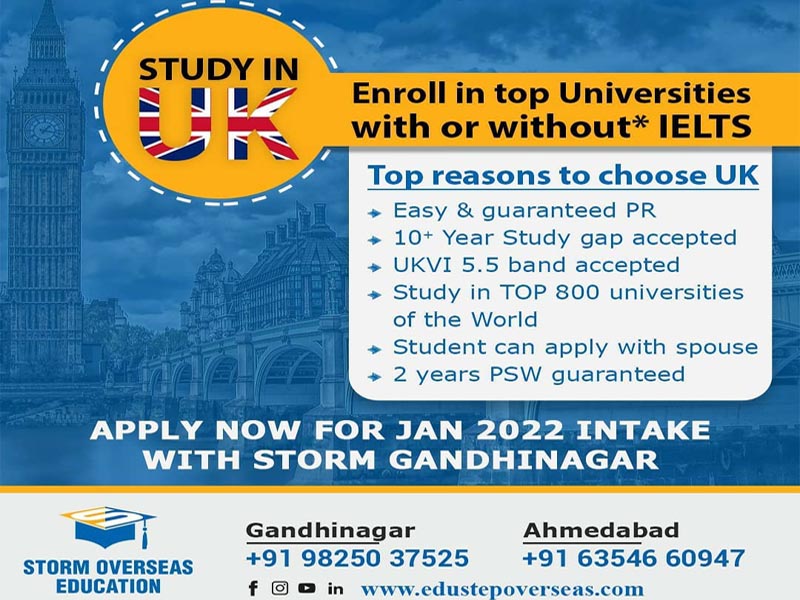 STUDY IN
UK
Enroll in top Universities
with or without* IELTS
Top reasons to choose UK
Easy & guaranteed PR
10+ Year Study gap accepted
UKVI 5.5 band accepted
Study in TOP 800 universities
of the World
Student can apply with spouse
2 years PSW guaranteed
APPLY NOW FOR JAN 2022 INTAKE
WITH STORM GANDHINAGAR
STORM OVERSEAS
EDUCATION
Gandhinagar
+91 98250 37525
Ahmedabad
+91 63546 60947
www.edustepoverseas.com